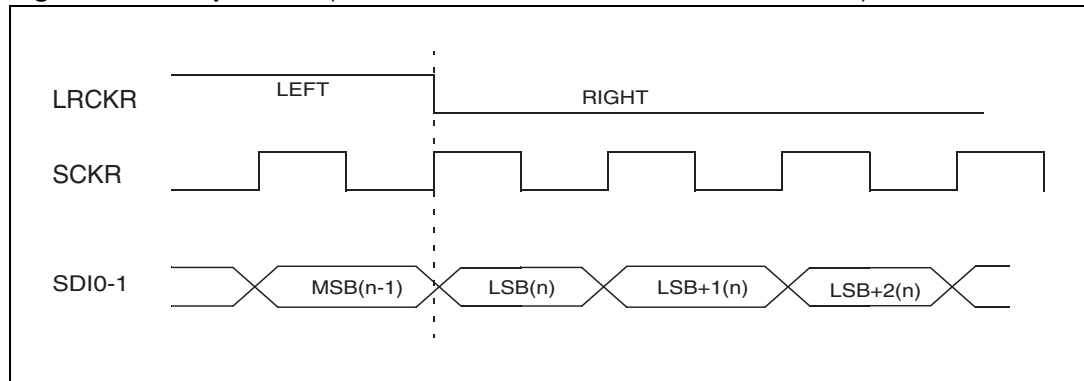 LRCKR
LEFT
RIGHT
SCKR
SDI0-1
MSB(n-1)
LSB(n)
LSB+1(n)
LSB+2(n)